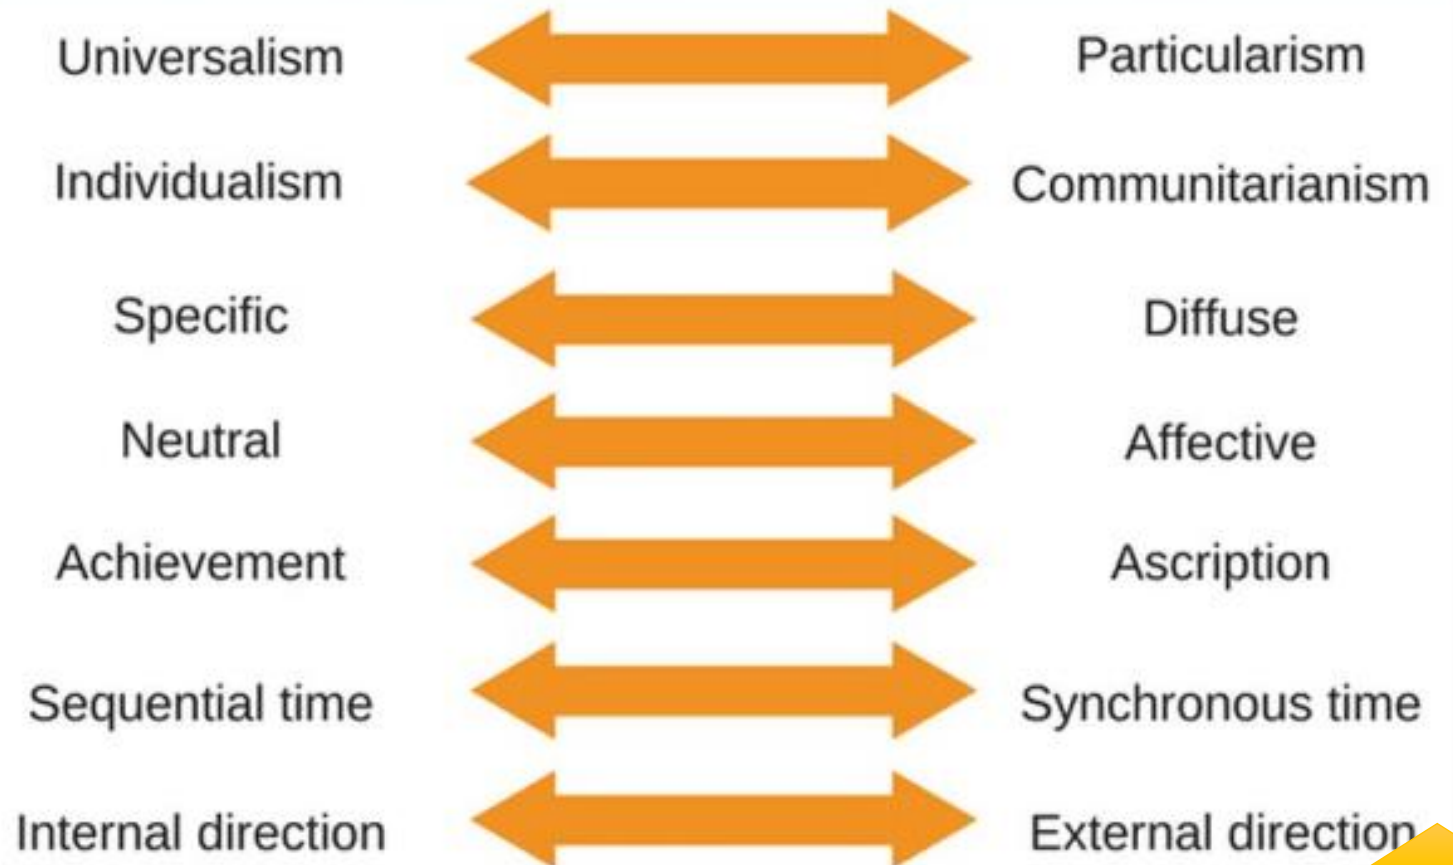 Universalism Particularism
Individualism Communitarianism
Specific Diffuse
Neutral Affective
Achievement Ascription
Sequential time Synchronous time
Internal direction External direction